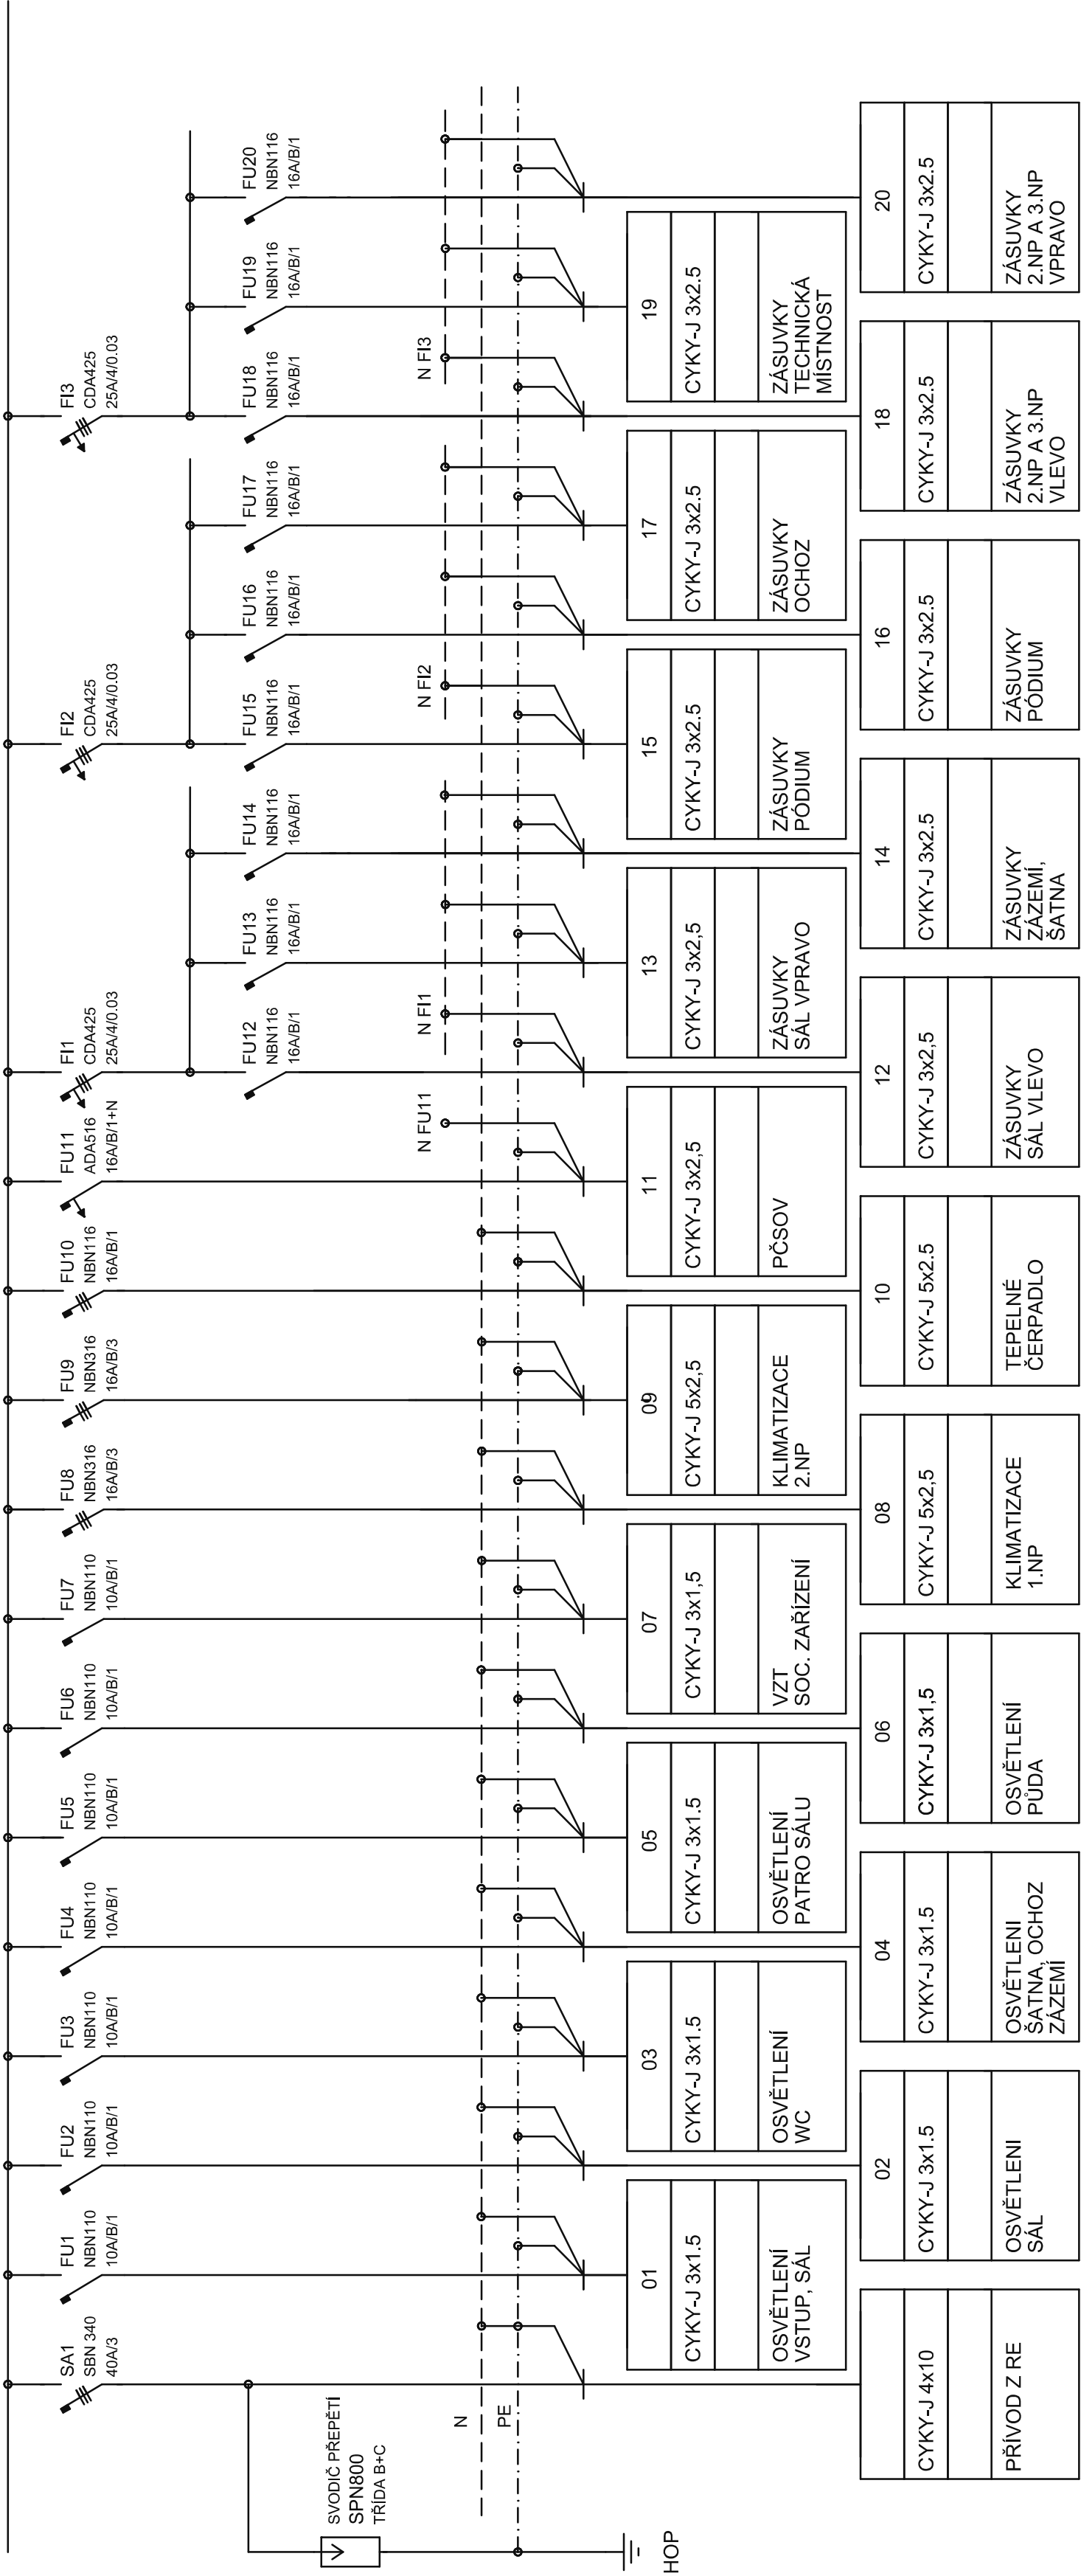 SA1
SBN 340
40A/3
FU1
NBN110
10A/B/1
FU2
NBN110
10A/B/1
FU3
NBN110
10A/B/1
FU4
NBN110
10A/B/1
FU5
NBN110
10A/B/1
FU6
NBN110
10A/B/1
FU7
NBN110
10A/B/1
FU8
NBN316
16A/B/3
FU9
NBN316
16A/B/3
FU10
NBN116
16A/B/1
FU11
ADA516
16A/B/1+N
FI1
CDA425
25A/4/0.03
FI2
CDA425
25A/4/0.03
FI3
CDA425
25A/4/0.03
FU12
NBN116
16A/B/1
FU13
NBN116
16A/B/1
FU14
NBN116
16A/B/1
FU15
NBN116
16A/B/1
FU16
NBN116
16A/B/1
FU17
NBN116
16A/B/1
FU18
NBN116
16A/B/1
FU19
NBN116
16A/B/1
FU20
NBN116
16A/B/1
SVODIČ PŘEPĚTÍ
SPN800
TŘÍDA B+C
N FU11
N FI1
N FI2
N FI3
N
PE
HOP
01
CYKY-J 3x1.5
OSVĚTLENÍ
VSTUP, SÁL
03
CYKY-J 3x1.5
OSVĚTLENÍ
WC
05
CYKY-J 3x1.5
OSVĚTLENÍ
PATRO SÁLU
07
CYKY-J 3x1,5
VZT
SOC. ZAŘÍZENÍ
09
CYKY-J 5x2,5
KLIMATIZACE
2.NP
11
CYKY-J 3x2,5
PČSOV
13
CYKY-J 3x2,5
ZÁSUVKY
SÁL VPRAVO
15
CYKY-J 3x2.5
ZÁSUVKY
PÓDIUM
17
CYKY-J 3x2.5
ZÁSUVKY
OCHOZ
19
CYKY-J 3x2.5
ZÁSUVKY
TECHNICKÁ
MÍSTNOST
CYKY-J 4x10
PŘÍVOD Z RE
02
CYKY-J 3x1.5
OSVĚTLENI
SÁL
04
CYKY-J 3x1.5
OSVĚTLENI
ŠATNA, OCHOZ
ZÁZEMÍ
06
CYKY-J 3x1,5
OSVĚTLENÍ
PŮDA
08
CYKY-J 5x2,5
KLIMATIZACE
1.NP
10
CYKY-J 5x2.5
TEPELNÉ
ČERPADLO
12
CYKY-J 3x2,5
ZÁSUVKY
SÁL VLEVO
14
CYKY-J 3x2.5
ZÁSUVKY
ZÁZEMÍ,
ŠATNA
16
CYKY-J 3x2.5
ZÁSUVKY
PÓDIUM
18
CYKY-J 3x2.5
ZÁSUVKY
2.NP A 3.NP
VLEVO
20
CYKY-J 3x2.5
ZÁSUVKY
2.NP A 3.NP
VPRAVO